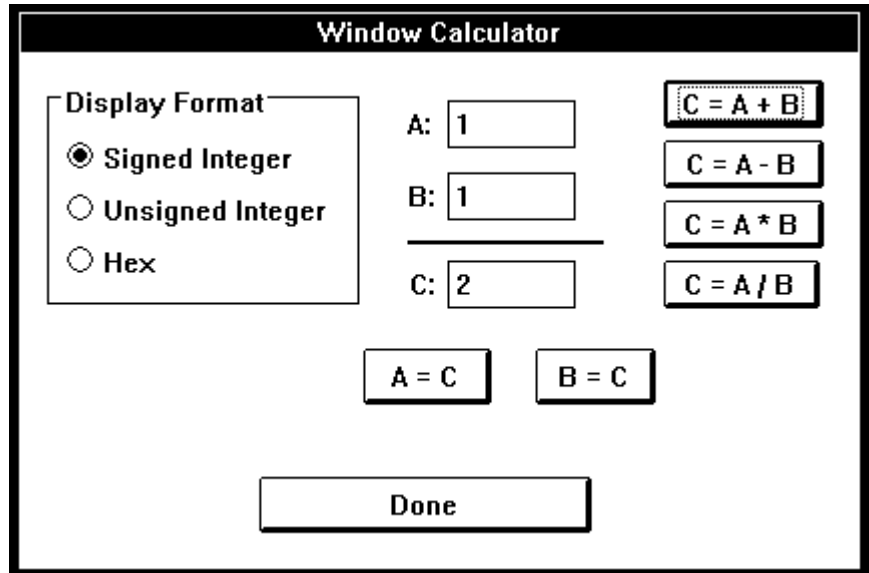 Window Calculator
Display Format
Signed Integer
Unsigned Integer
Hex
A: 1
B: 1
C: 2
C = A + B
C = A - B
C = A * B
C = A / B
A = C
B = C
Done